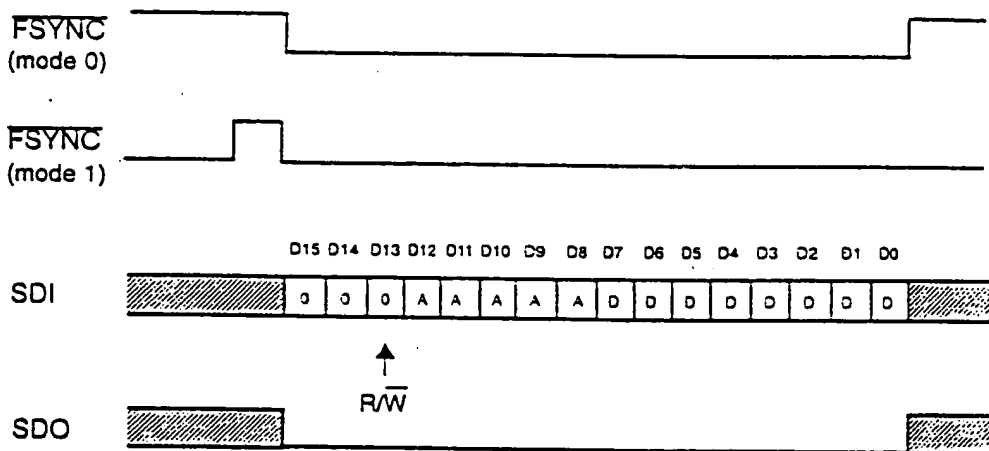 FSYNC
(mode 0)
FSYNC
(mode 1)
D15 D14 D13 D12 D11 D10 D9 D8 D7 D6 D5 D4 D3 D2 D1 D0
SDI
0 0 0 A A A A A D D D D D D D D
R/W
SDO